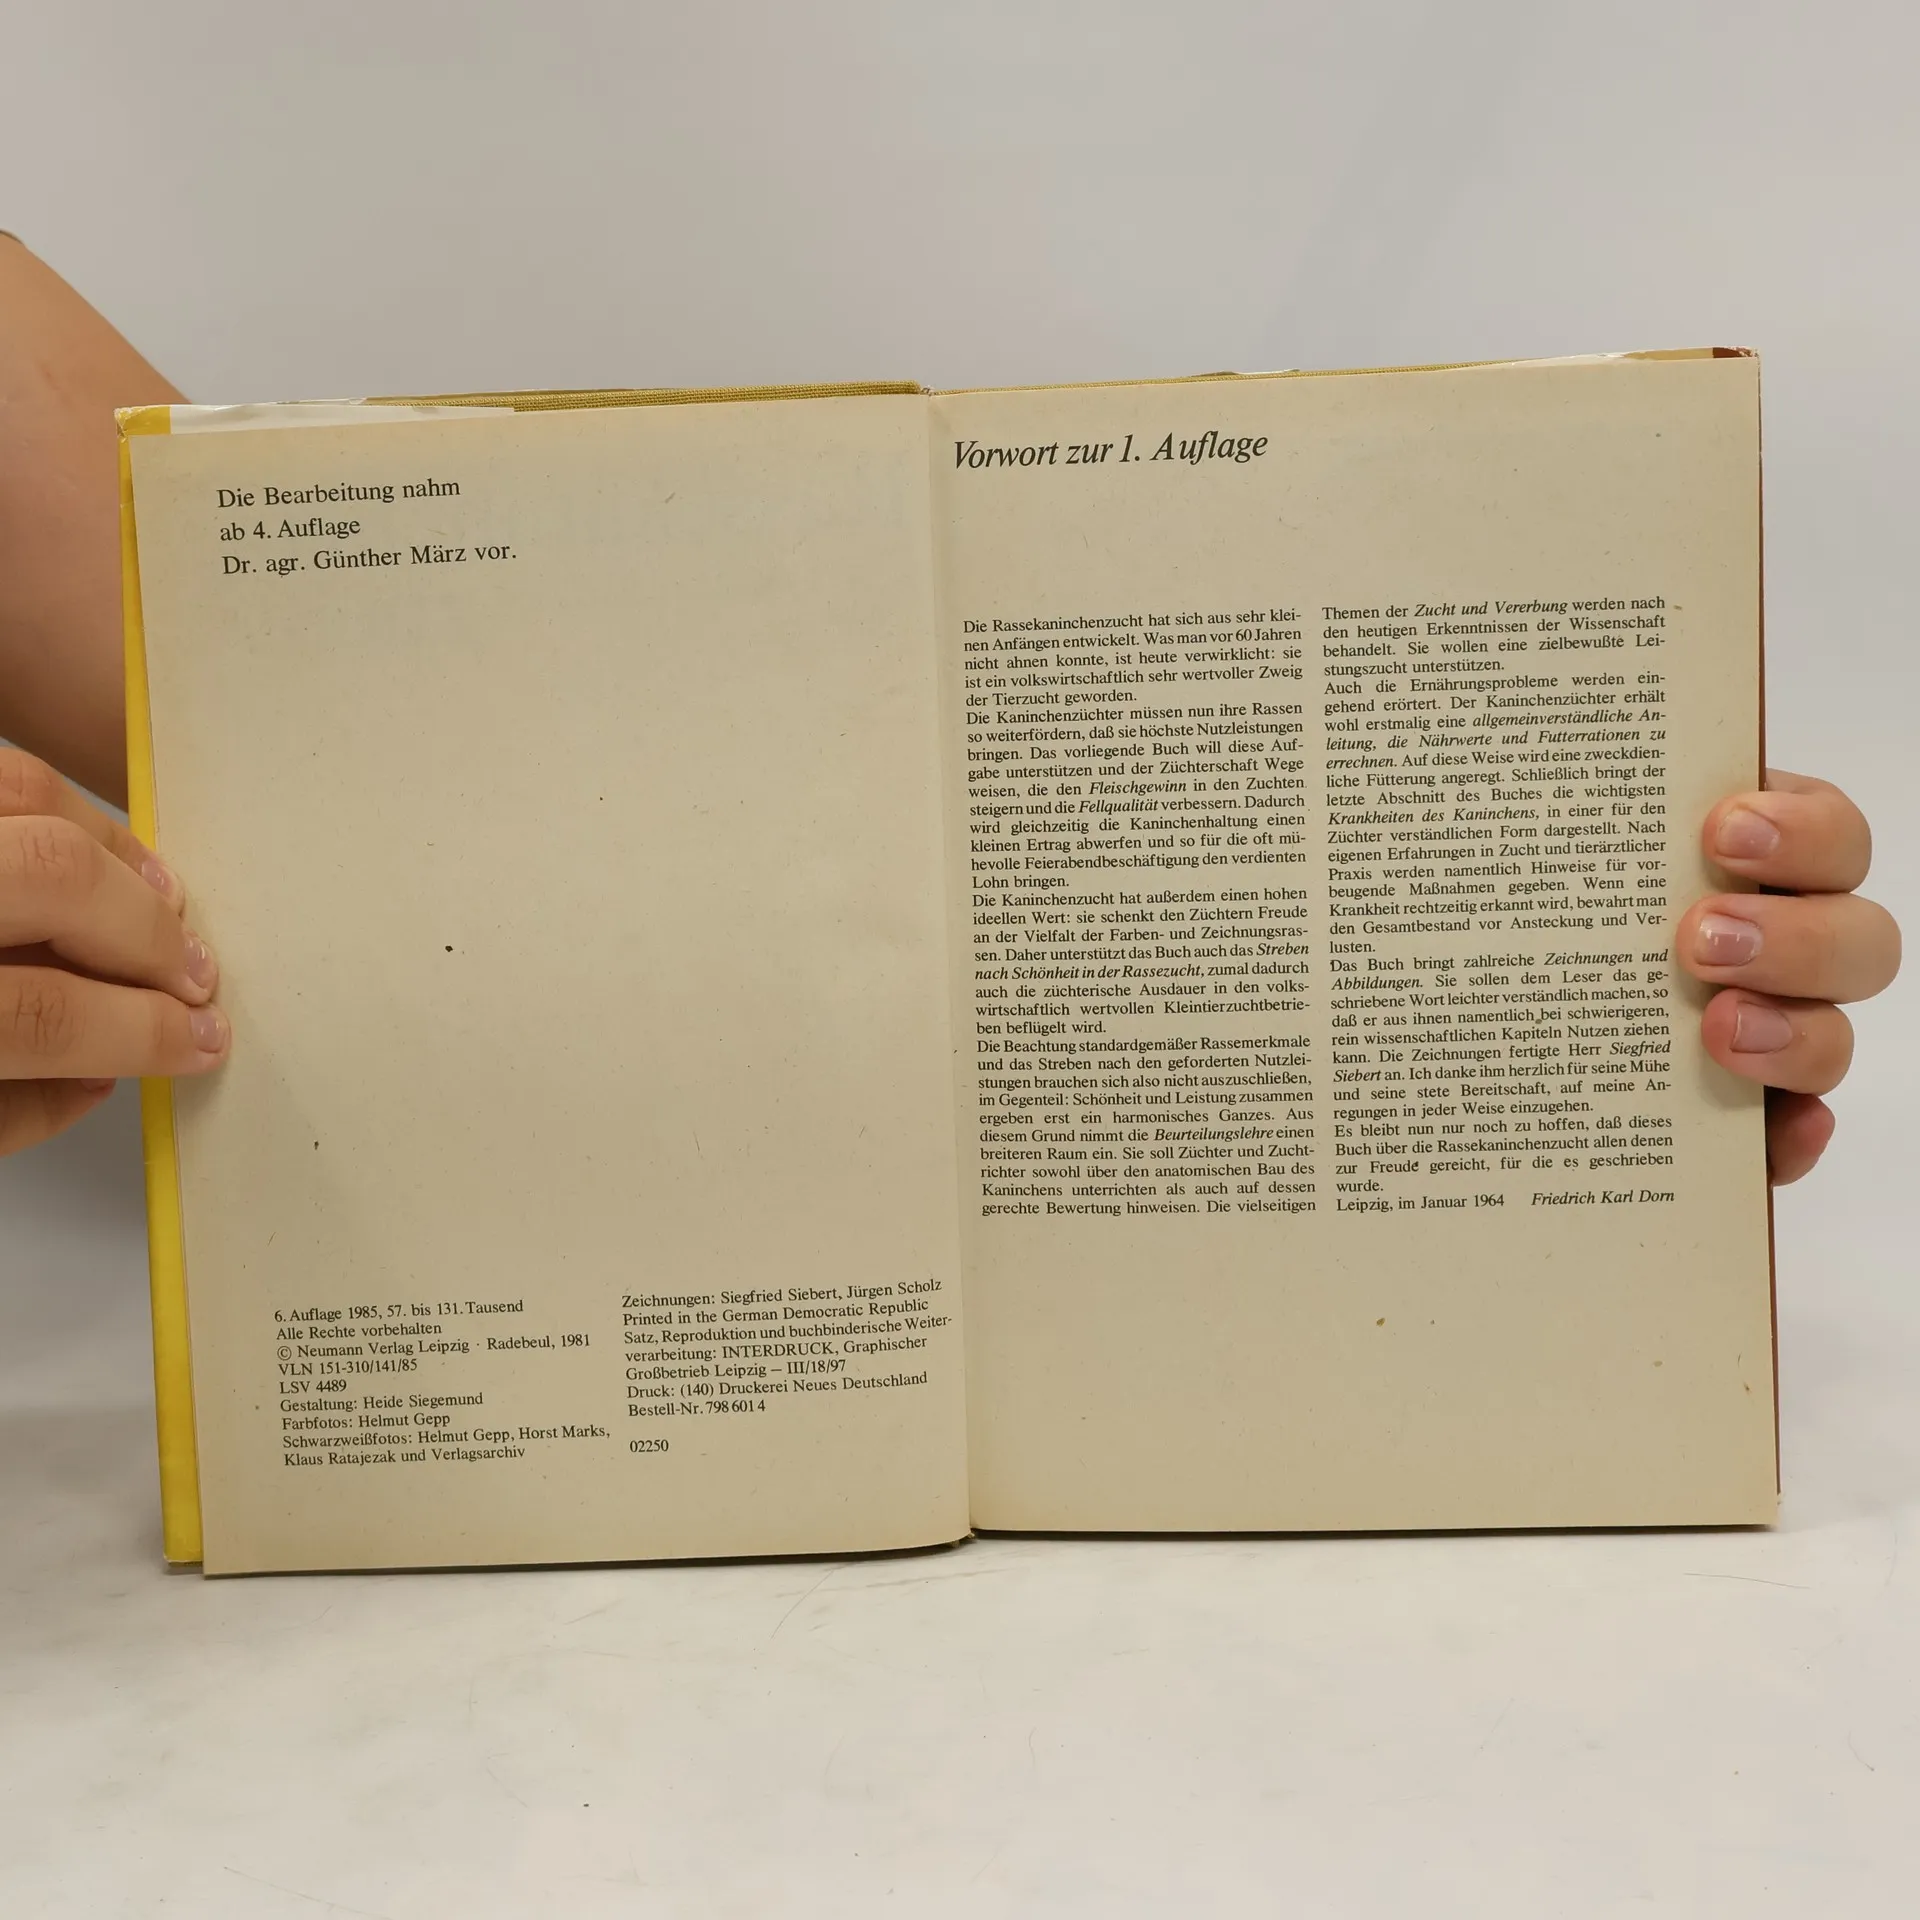 Die Bearbeitung nahm
ab 4. Auflage
Dr. agr. Günther März vor.
6. Auflage 1985, 57. bis 131. Tausend
Alle Rechte vorbehalten
© Neumann Verlag Leipzig · Radebeul, 1981
VLN 151-310/141/85
LSV 4489
Gestaltung: Heide Siegemund
Farbfotos: Helmut Gepp
Schwarzweißfotos: Helmut Gepp, Horst Marks,
Klaus Ratajezak und Verlagsarchiv
Zeichnungen: Siegfried Siebert, Jürgen Scholz
Printed in the German Democratic Republic
Satz, Reproduktion und buchbinderische Weiter-
verarbeitung: INTERDRUCK, Graphischer
Großbetrieb Leipzig – III/18/97
Druck: (140) Druckerei Neues Deutschland
Bestell-Nr. 798 601 4
02250
Vorwort zur 1. Auflage
Die Rassekaninchenzucht hat sich aus sehr klei-
nen Anfängen entwickelt. Was man vor 60 Jahren
nicht ahnen konnte, ist heute verwirklicht: sie
ist ein volkswirtschaftlich sehr wertvoller Zweig
der Tierzucht geworden.
Die Kaninchenzüchter müssen nun ihre Rassen
so weiterfördern, daß sie höchste Nutzleistungen
bringen. Das vorliegende Buch will diese Auf-
gabe unterstützen und der Züchterschaft Wege
weisen, die den Fleischgewinn in den Zuchten
steigern und die Fellqualität verbessern. Dadurch
wird gleichzeitig die Kaninchenhaltung einen
kleinen Ertrag abwerfen und so für die oft mü-
hevolle Feierabendbeschäftigung den verdienten
Lohn bringen.
Die Kaninchenzucht hat außerdem einen hohen
ideellen Wert: sie schenkt den Züchtern Freude
an der Vielfalt der Farben- und Zeichnungsras-
sen. Daher unterstützt das Buch auch das Streben
nach Schönheit in der Rassezucht, zumal dadurch
auch die züchterische Ausdauer in den volks-
wirtschaftlich wertvollen Kleintierzuchtbetrie-
ben beflügelt wird.
Die Beachtung standardgemäßer Rassemerkmale
und das Streben nach den geforderten Nutzlei-
stungen brauchen sich also nicht auszuschließen,
im Gegenteil: Schönheit und Leistung zusammen
ergeben erst ein harmonisches Ganzes. Aus
diesem Grund nimmt die Beurteilungslehre einen
breiteren Raum ein. Sie soll Züchter und Zucht-
richter sowohl über den anatomischen Bau des
Kaninchens unterrichten als auch auf dessen
gerechte Bewertung hinweisen. Die vielseitigen
Themen der Zucht und Vererbung werden nach
den heutigen Erkenntnissen der Wissenschaft
behandelt. Sie wollen eine zielbewußte Lei-
stungszucht unterstützen.
Auch die Ernährungsprobleme werden ein-
gehend erörtert. Der Kaninchenzüchter erhält
wohl erstmalig eine allgemeinverständliche An-
leitung, die Nährwerte und Futterrationen zu
errechnen. Auf diese Weise wird eine zweckdien-
liche Fütterung angeregt. Schließlich bringt der
letzte Abschnitt des Buches die wichtigsten
Krankheiten des Kaninchens, in einer für den
Züchter verständlichen Form dargestellt. Nach
eigenen Erfahrungen in Zucht und tierärztlicher
Praxis werden namentlich Hinweise für vor-
beugende Maßnahmen gegeben. Wenn eine
Krankheit rechtzeitig erkannt wird, bewahrt man
den Gesamtbestand vor Ansteckung und Ver-
lusten.
Das Buch bringt zahlreiche Zeichnungen und
Abbildungen. Sie sollen dem Leser das ge-
schriebene Wort leichter verständlich machen, so
daß er aus ihnen namentlich bei schwierigeren,
rein wissenschaftlichen Kapiteln Nutzen ziehen
kann. Die Zeichnungen fertigte Herr Siegfried
Siebert an. Ich danke ihm herzlich für seine Mühe
und seine stete Bereitschaft, auf meine An-
regungen in jeder Weise einzugehen.
Es bleibt nun nur noch zu hoffen, daß dieses
Buch über die Rassekaninchenzucht allen denen
zur Freude gereicht, für die es geschrieben
wurde.
Leipzig, im Januar 1964 Friedrich Karl Dorn